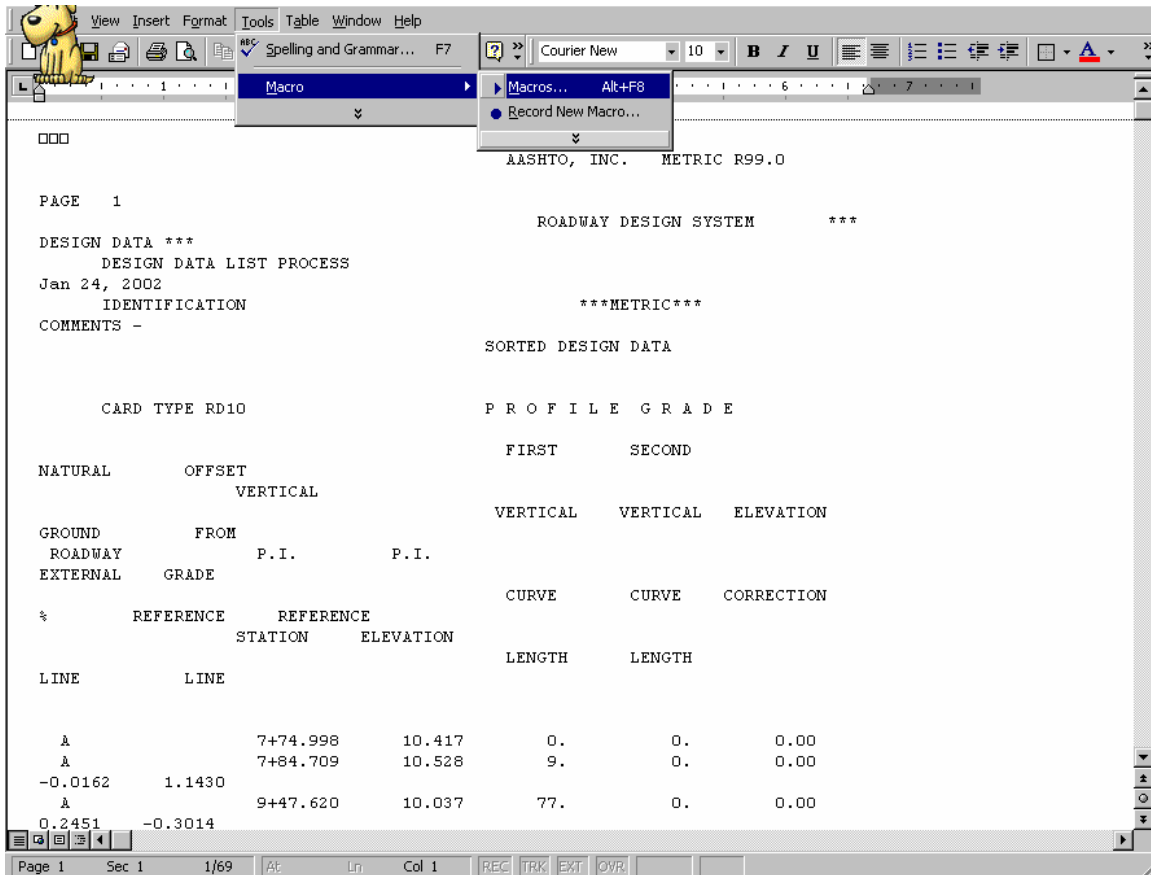 View Insert Format Tools Table Window Help
ABC Spelling and Grammar... F7
Courier New 10 B I U A
Macro
Macros... Alt+F8
Record New Macro...
1 6 7
AASHTO, INC. METRIC R99.0
PAGE 1
ROADWAY DESIGN SYSTEM ***
DESIGN DATA ***
DESIGN DATA LIST PROCESS
Jan 24, 2002
IDENTIFICATION ***METRIC***
COMMENTS -
SORTED DESIGN DATA
CARD TYPE RD10 P R O F I L E G R A D E
FIRST SECOND
NATURAL OFFSET
VERTICAL
VERTICAL VERTICAL ELEVATION
GROUND FROM
ROADWAY P.I. P.I.
EXTERNAL GRADE
CURVE CURVE CORRECTION
% REFERENCE REFERENCE
STATION ELEVATION
LENGTH LENGTH
LINE LINE
A 7+74.998 10.417 0. 0. 0.00
A 7+84.709 10.528 9. 0. 0.00
-0.0162 1.1430
A 9+47.620 10.037 77. 0. 0.00
0.2451 -0.3014
Page 1 Sec 1 1/69 At Ln Col 1 REC TRK EXT OVR